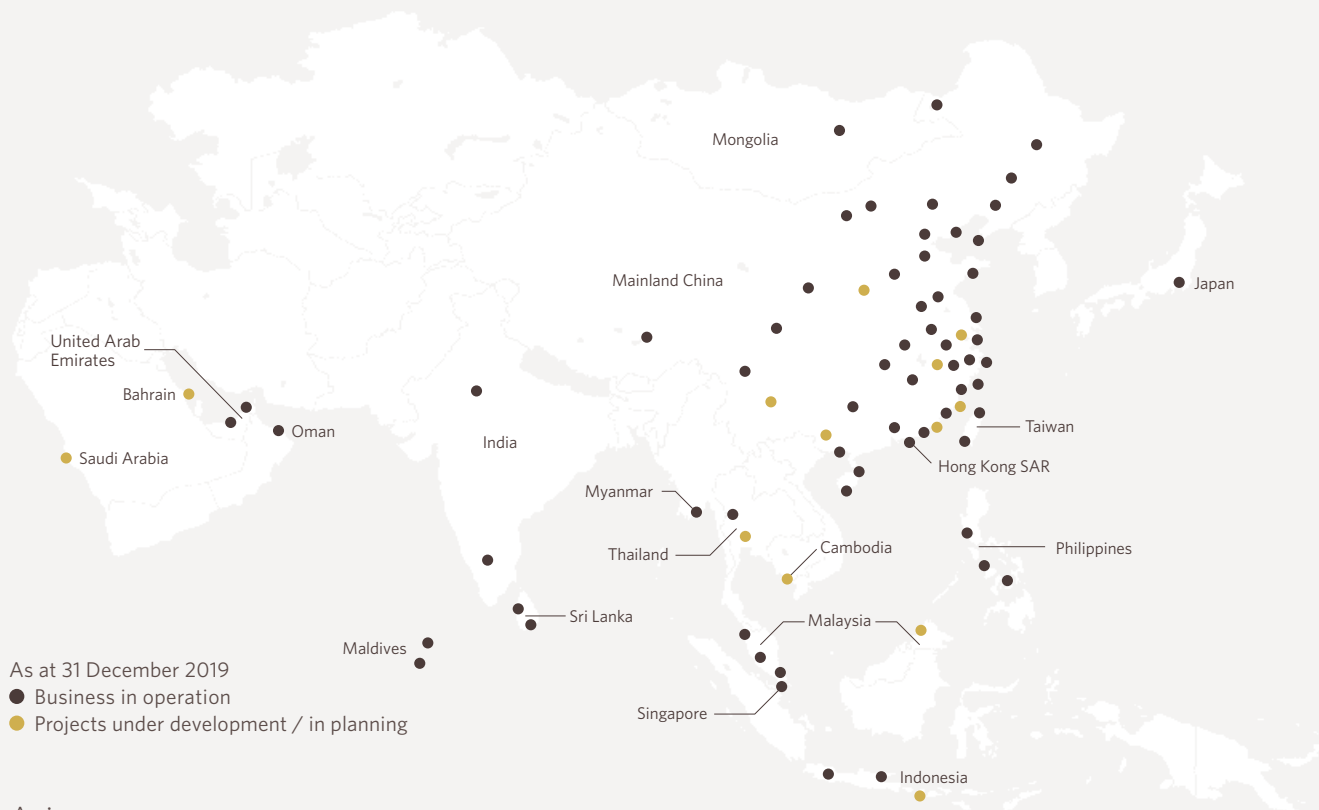 Mongolia
Mainland China
Japan
United Arab
Emirates
Bahrain
Oman
India
Taiwan
Saudi Arabia
Hong Kong SAR
Myanmar
Thailand
Cambodia
Philippines
Sri Lanka
Malaysia
Maldives
As at 31 December 2019
Business in operation
Singapore
Projects under development / in planning
Indonesia